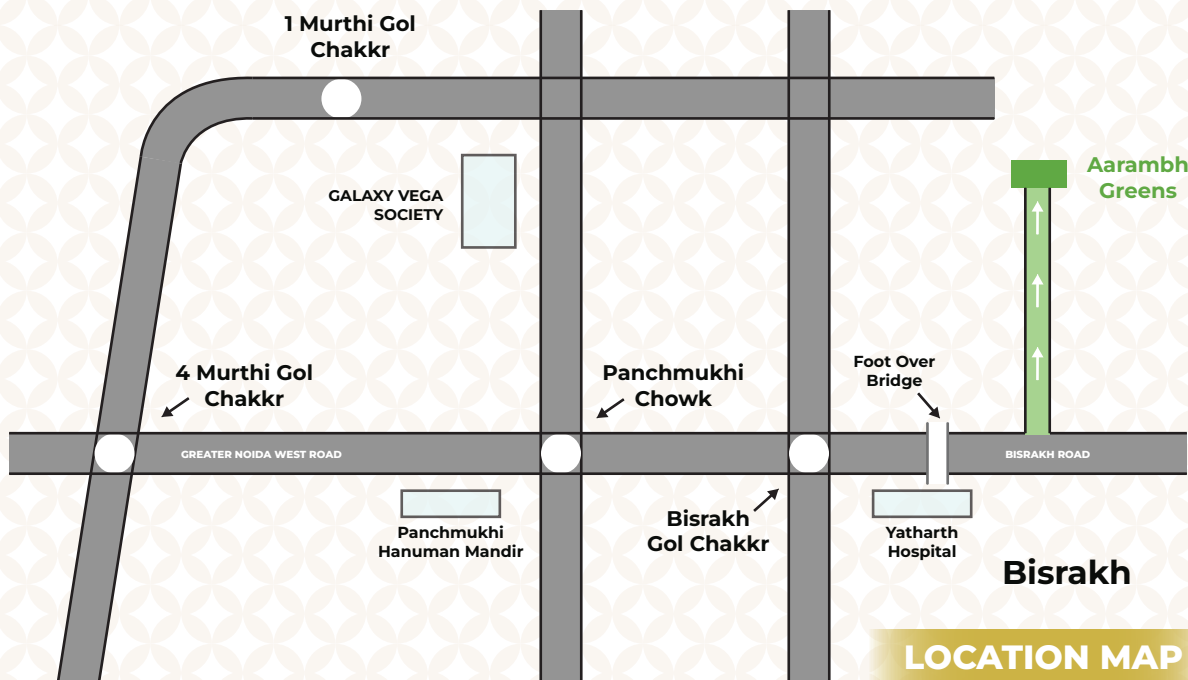 1 Murthi Gol
Chakkr
Aarambh
Greens
GALAXY VEGA
SOCIETY
4 Murthi Gol
Chakkr
Panchmukhi
Chowk
Foot Over
Bridge
GREATER NOIDA WEST ROAD
BISRAKH ROAD
Panchmukhi
Hanuman Mandir
Bisrakh
Gol Chakkr
Yatharth
Hospital
Bisrakh
LOCATION MAP